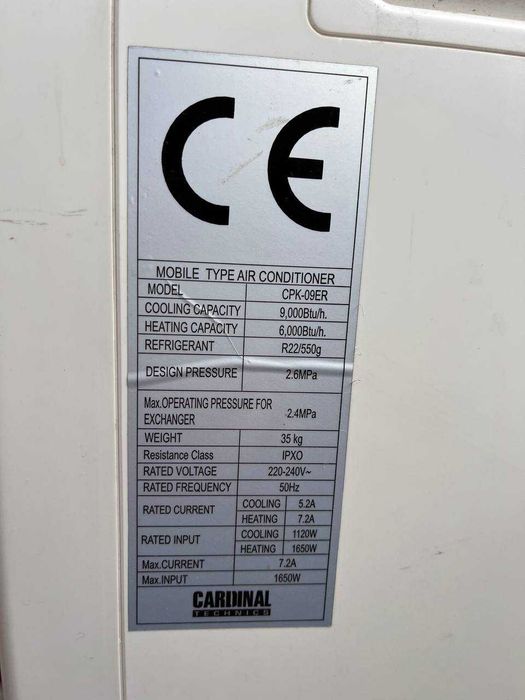 CE
MOBILE TYPE AIR CONDITIONER
MODEL CPK-09ER
COOLING CAPACITY 9,000Btu/h.
HEATING CAPACITY 6,000Btu/h.
REFRIGERANT R22/550g
DESIGN PRESSURE 2.6MPa
Max.OPERATING PRESSURE FOR
EXCHANGER 2.4MPa
WEIGHT 35 kg
Resistance Class IPXO
RATED VOLTAGE 220-240V~
RATED FREQUENCY 50Hz
RATED CURRENT COOLING 5.2A
HEATING 7.2A
RATED INPUT COOLING 1120W
HEATING 1650W
Max.CURRENT 7.2A
Max.INPUT 1650W
CARDINAL
TECHNICS